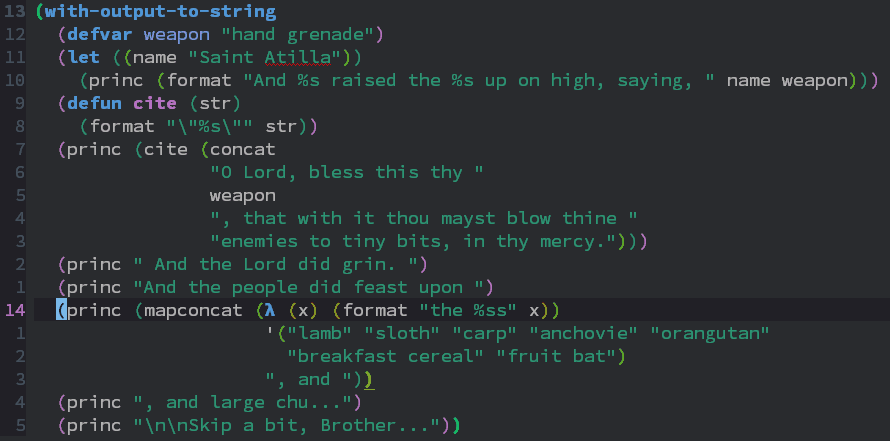 13 (with-output-to-string
12   (defvar weapon "hand grenade")
11   (let ((name "Saint Atilla"))
10     (princ (format "And %s raised the %s up on high, saying, " name weapon)))
9   (defun cite (str)
8     (format "\"%s\"" str))
7   (princ (cite (concat
6                 "O Lord, bless this thy "
5                 weapon
4                 ", that with it thou mayst blow thine "
3                 "enemies to tiny bits, in thy mercy.")))
2   (princ " And the Lord did grin. ")
1   (princ "And the people did feast upon ")
14   (princ (mapconcat (λ (x) (format "the %ss" x))
1                      '("lamb" "sloth" "carp" "anchovie" "orangutan"
2                        "breakfast cereal" "fruit bat")
3                      ", and "))
4   (princ ", and large chu...")
5   (princ "\n\nSkip a bit, Brother..."))